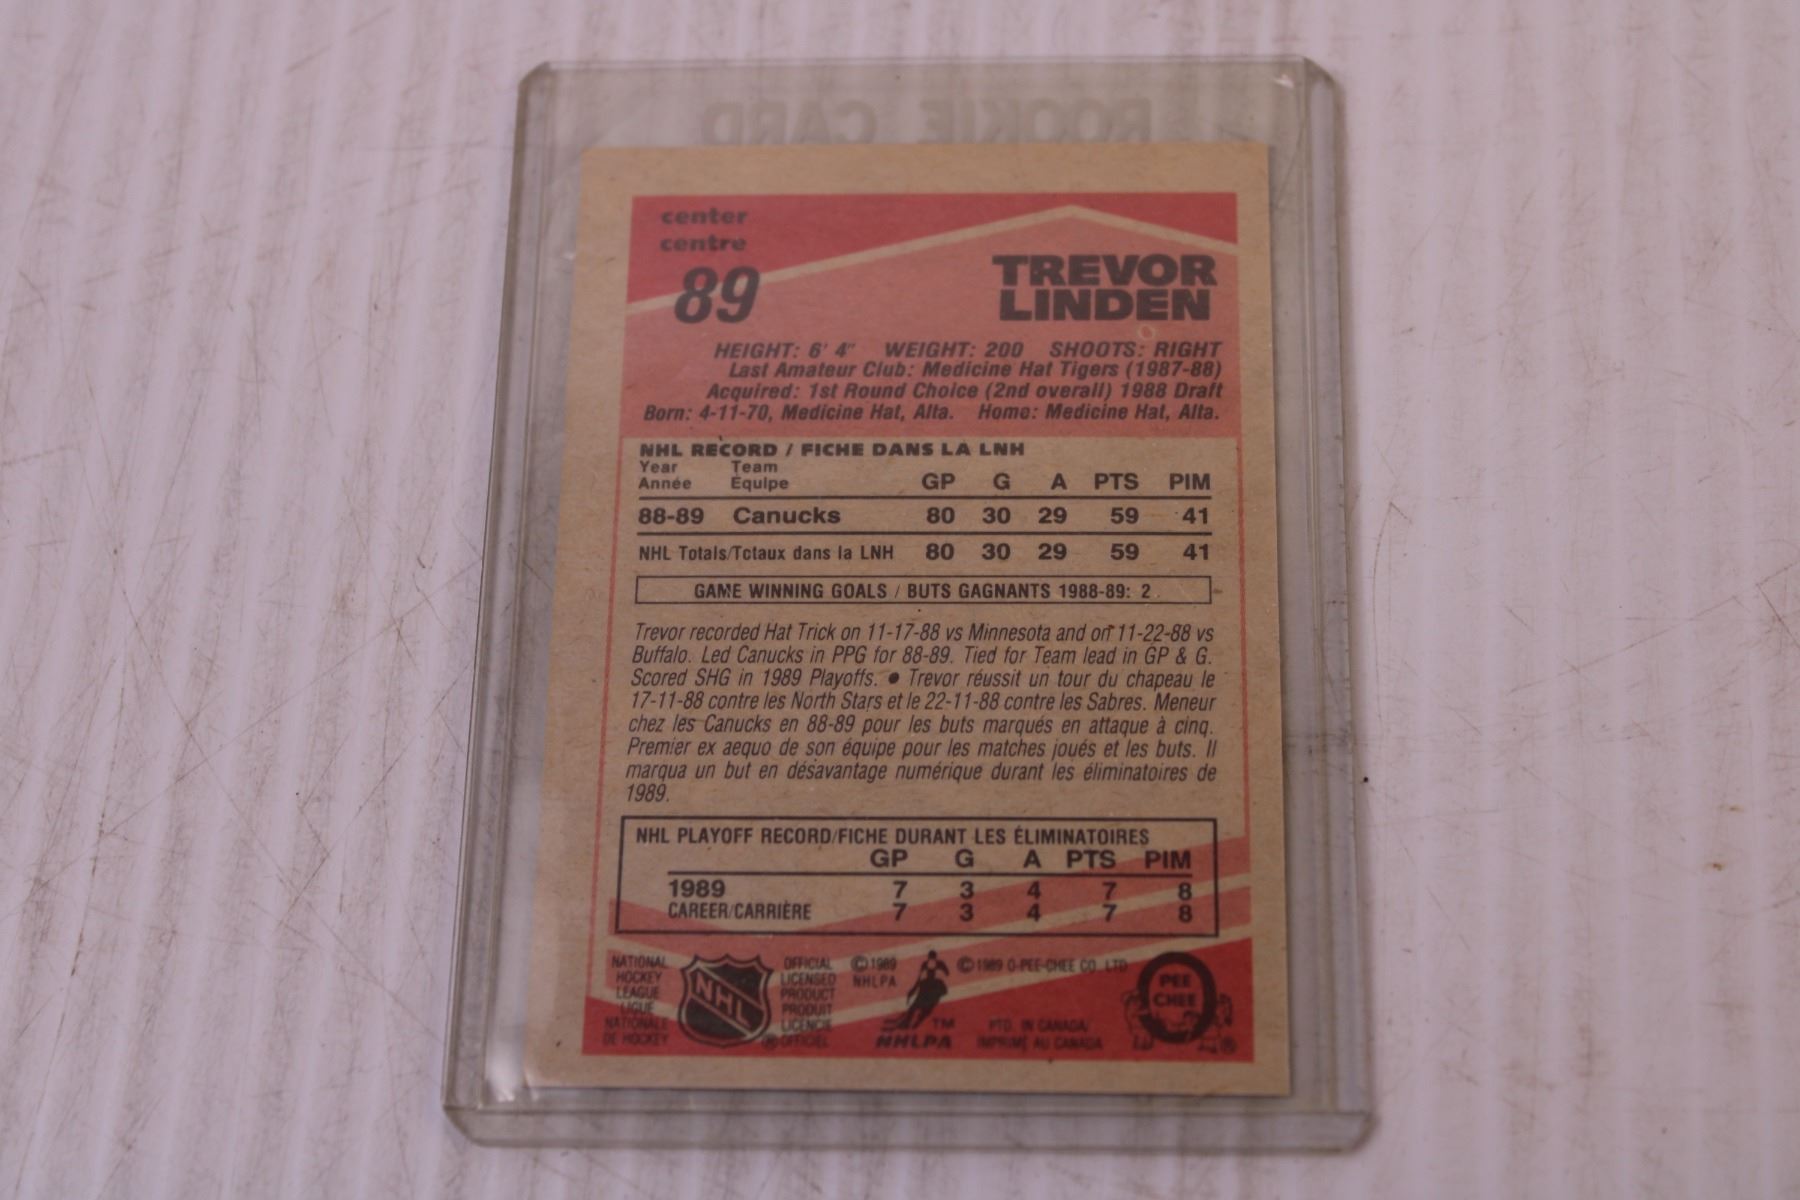 ROOKIE CARD
center
centre
89
TREVOR
LINDEN
HEIGHT: 6' 4" WEIGHT: 200 SHOOTS: RIGHT
Last Amateur Club: Medicine Hat Tigers (1987-88)
Acquired: 1st Round Choice (2nd overall) 1988 Draft
Born: 4-11-70, Medicine Hat, Alta. Home: Medicine Hat, Alta.
NHL RECORD / FICHE DANS LA LNH
Year Team
Année Équipe GP G A PTS PIM
88-89 Canucks 80 30 29 59 41
NHL Totals/Totaux dans la LNH 80 30 29 59 41
GAME WINNING GOALS / BUTS GAGNANTS 1988-89: 2
Trevor recorded Hat Trick on 11-17-88 vs Minnesota and on 11-22-88 vs
Buffalo. Led Canucks in PPG for 88-89. Tied for Team lead in GP & G.
Scored SHG in 1989 Playoffs. ● Trevor réussit un tour du chapeau le
17-11-88 contre les North Stars et le 22-11-88 contre les Sabres. Meneur
chez les Canucks en 88-89 pour les buts marqués en attaque à cinq.
Premier ex aequo de son équipe pour les matches joués et les buts. Il
marqua un but en désavantage numérique durant les éliminatoires de
1989.
NHL PLAYOFF RECORD/FICHE DURANT LES ÉLIMINATOIRES
GP G A PTS PIM
1989 7 3 4 7 8
CAREER/CARRIÈRE 7 3 4 7 8
NATIONAL
HOCKEY
LEAGUE
LIGUE
NATIONALE
DE HOCKEY
NHL
®
OFFICIAL
LICENSED
PRODUCT
PRODUIT
LICENCIÉ
OFFICIEL
©1989
NHLPA
TM
NHLPA
©1989 O-PEE-CHEE CO. LTD
PTD. IN CANADA/
IMPRIMÉ AU CANADA
PEE
CHEE
®